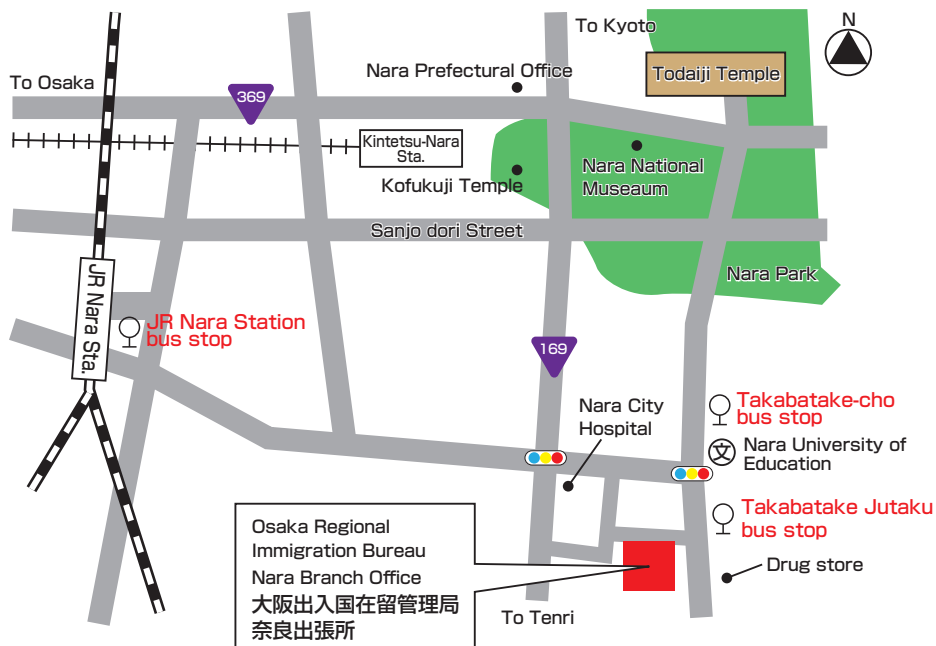 To Kyoto
N
To Osaka
Nara Prefectural Office
Todaiji Temple
369
Kintetsu-Nara
Sta.
Kofukuji Temple
Nara National
Museaum
Sanjo dori Street
Nara Park
JR Nara Sta.
JR Nara Station
bus stop
169
Nara City
Hospital
Takabatake-cho
bus stop
文
Nara University of
Education
Takabatake Jutaku
bus stop
Osaka Regional
Immigration Bureau
Nara Branch Office
大阪出入国在留管理局
奈良出張所
Drug store
To Tenri